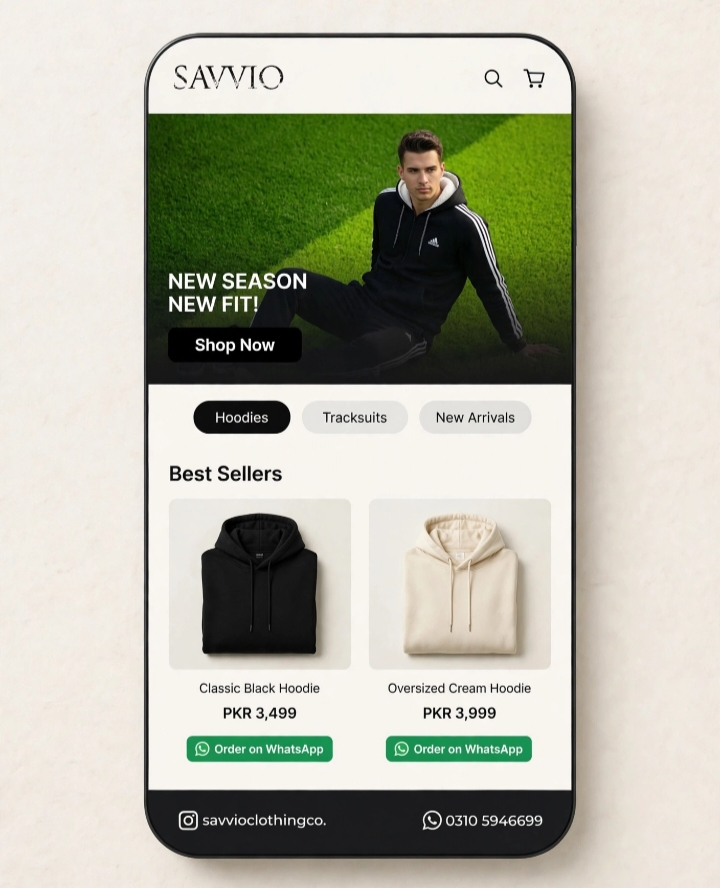 SAVVIO
NEW SEASON
NEW FIT!
Shop Now
Hoodies
Tracksuits
New Arrivals
Best Sellers
Classic Black Hoodie
Oversized Cream Hoodie
PKR 3,499
PKR 3,999
Order on WhatsApp
Order on WhatsApp
savvioclothingco.
0310 5946699